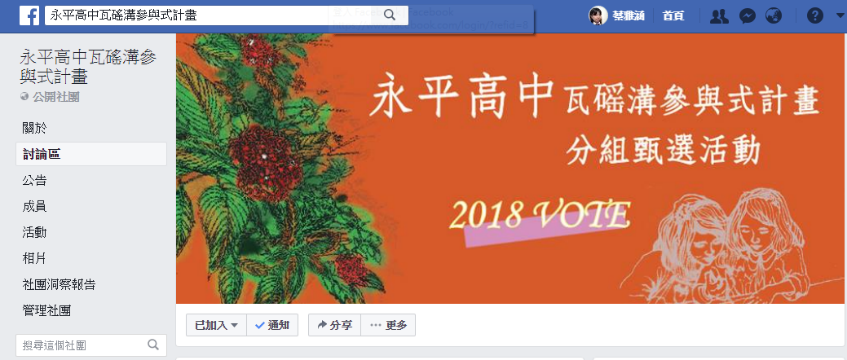 永平高中瓦磘溝參與式計畫
蔡雅涵
首頁
永平高中瓦磘溝參
與式計畫
公開社團
關於
討論區
公告
成員
活動
相片
社團洞察報告
管理社團
搜尋這個社團
永平高中瓦磘溝參與式計畫
分組甄選活動
2018 VOTE
已加入
通知
分享
更多